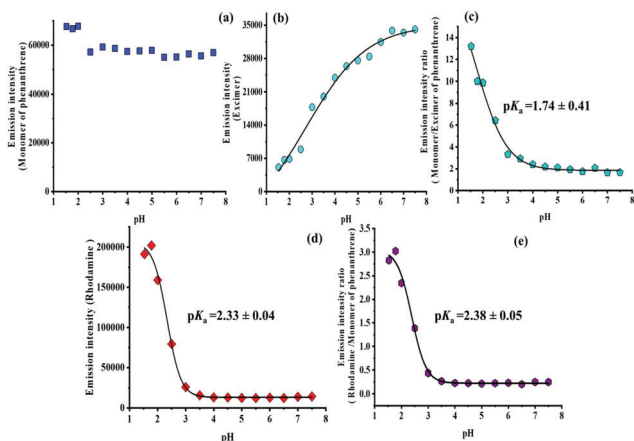 (a)
Emission intensity
(Monomer of phenanthrene)
60000
40000
20000
0
1 2 3 4 5 6 7 8
pH
(b)
Emission intensity
(Excimer)
35000
28000
21000
14000
7000
0
1 2 3 4 5 6 7 8
pH
(c)
Emission intensity ratio
( Monomer/Excimer of phenanthrene)
16
14
12
10
8
6
4
2
0
pKa =1.74 ± 0.41
1 2 3 4 5 6 7 8
pH
(d)
Emission intensity (Rhodamine )
200000
150000
100000
50000
0
pKa =2.33 ± 0.04
1 2 3 4 5 6 7 8
pH
(e)
Emission intensity ratio
( Rhodamine /Monomer of phenanthrene)
3.5
3.0
2.5
2.0
1.5
1.0
0.5
0.0
pKa =2.38 ± 0.05
1 2 3 4 5 6 7 8
pH